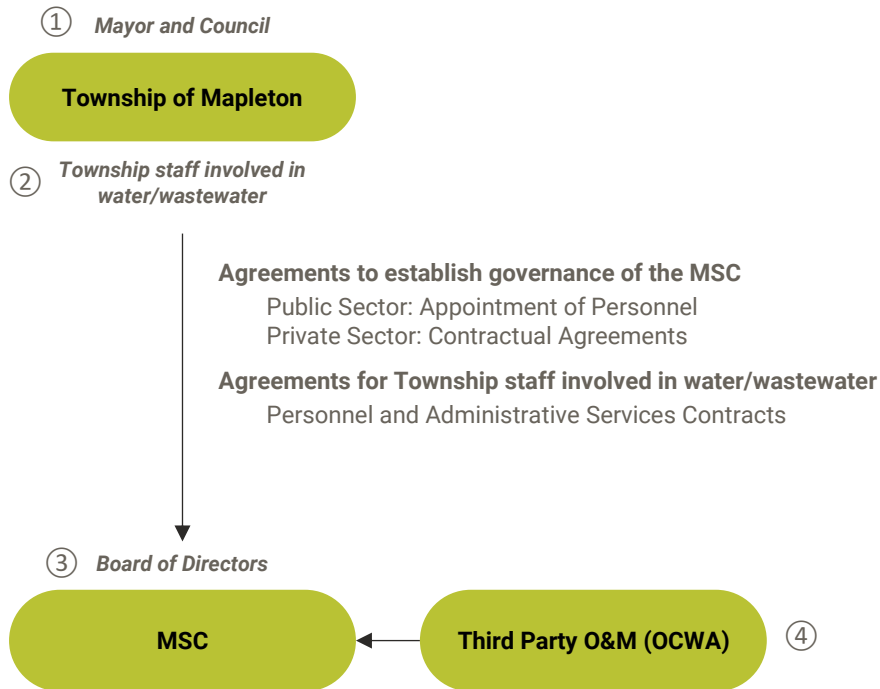 ① Mayor and Council
Township of Mapleton
② Township staff involved in
water/wastewater
Agreements to establish governance of the MSC
Public Sector: Appointment of Personnel
Private Sector: Contractual Agreements
Agreements for Township staff involved in water/wastewater
Personnel and Administrative Services Contracts
③ Board of Directors
MSC
Third Party O&M (OCWA) ④